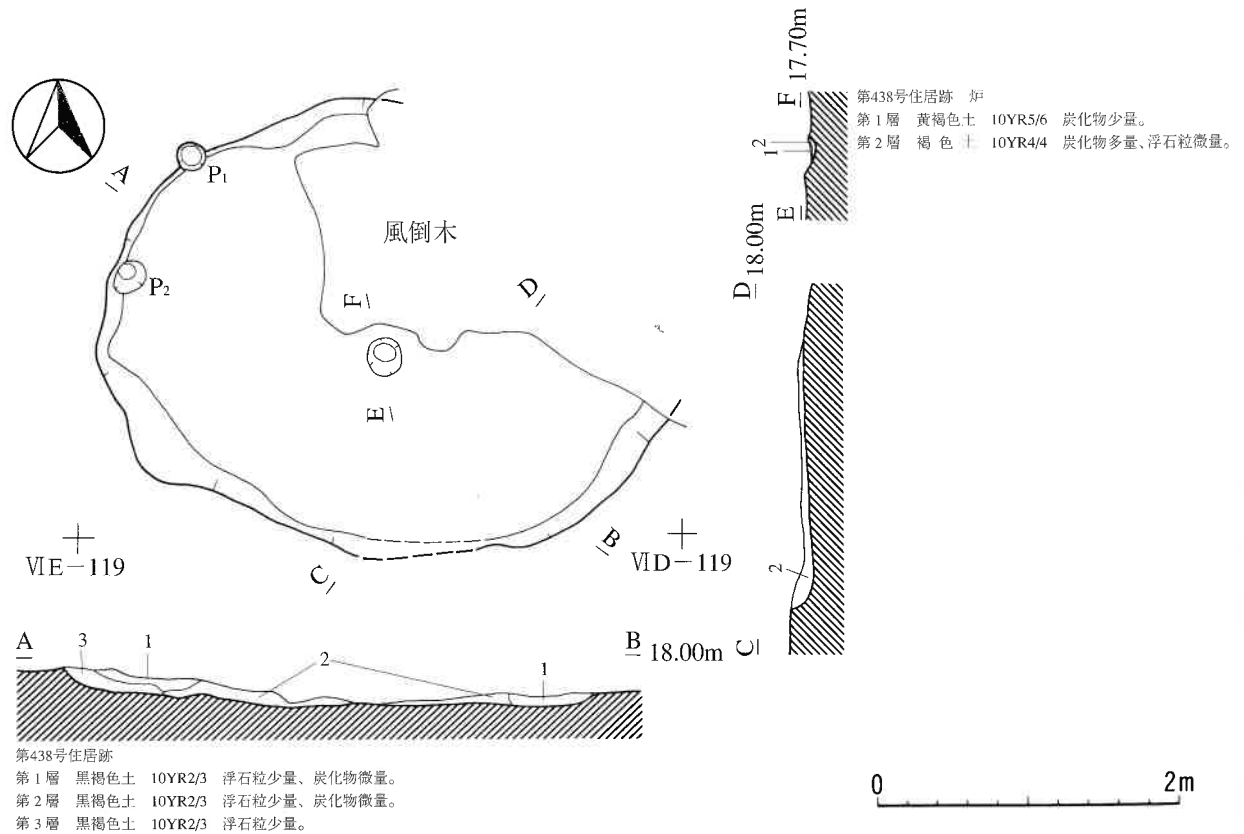 F 17.70m
第438号住居跡 炉
第1層 黄褐色土 10YR5/6 炭化物少量。
第2層 褐色土 10YR4/4 炭化物多量、浮石粒微量。
2
1
E
A
P1
風倒木
P2
F
D
E
D 18.00m
2
C
B
C
ⅥE-119
ⅥD-119
A
3
1
2
1
B 18.00m
第438号住居跡
第1層 黒褐色土 10YR2/3 浮石粒少量、炭化物微量。
第2層 黒褐色土 10YR2/3 浮石粒少量、炭化物微量。
第3層 黒褐色土 10YR2/3 浮石粒少量。
0 2m